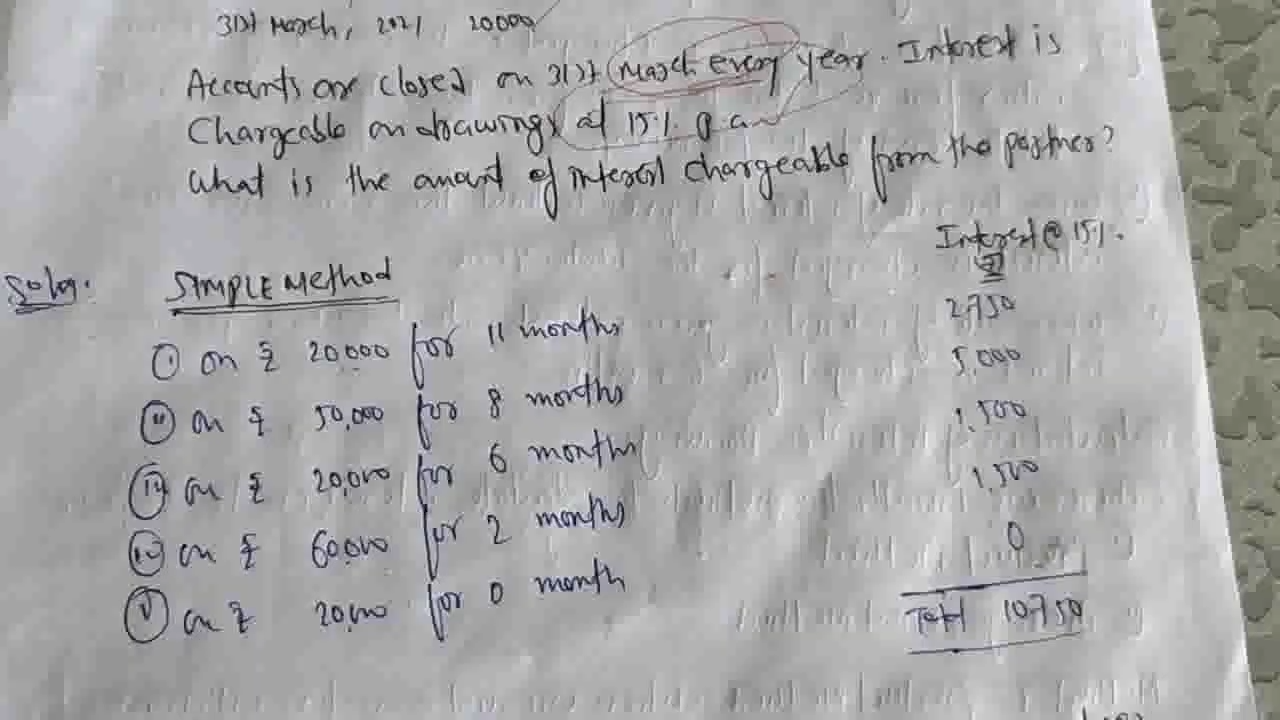 31st March, 2021, 20000
Accounts are closed on 31st March every year. Interest is
Chargeable on drawings at 15% p.a
What is the amount of interest chargeable from the partner?
Interest @ 15%.
₹
Soln. SIMPLE Method
(i) on ₹ 20,000 for 11 months 2,750
(ii) on ₹ 50,000 for 8 months 5,000
(iii) on ₹ 20,000 for 6 months 1,500
(iv) on ₹ 60,000 for 2 months 1,500
(v) on ₹ 20,000 for 0 month 0
Total 10,750